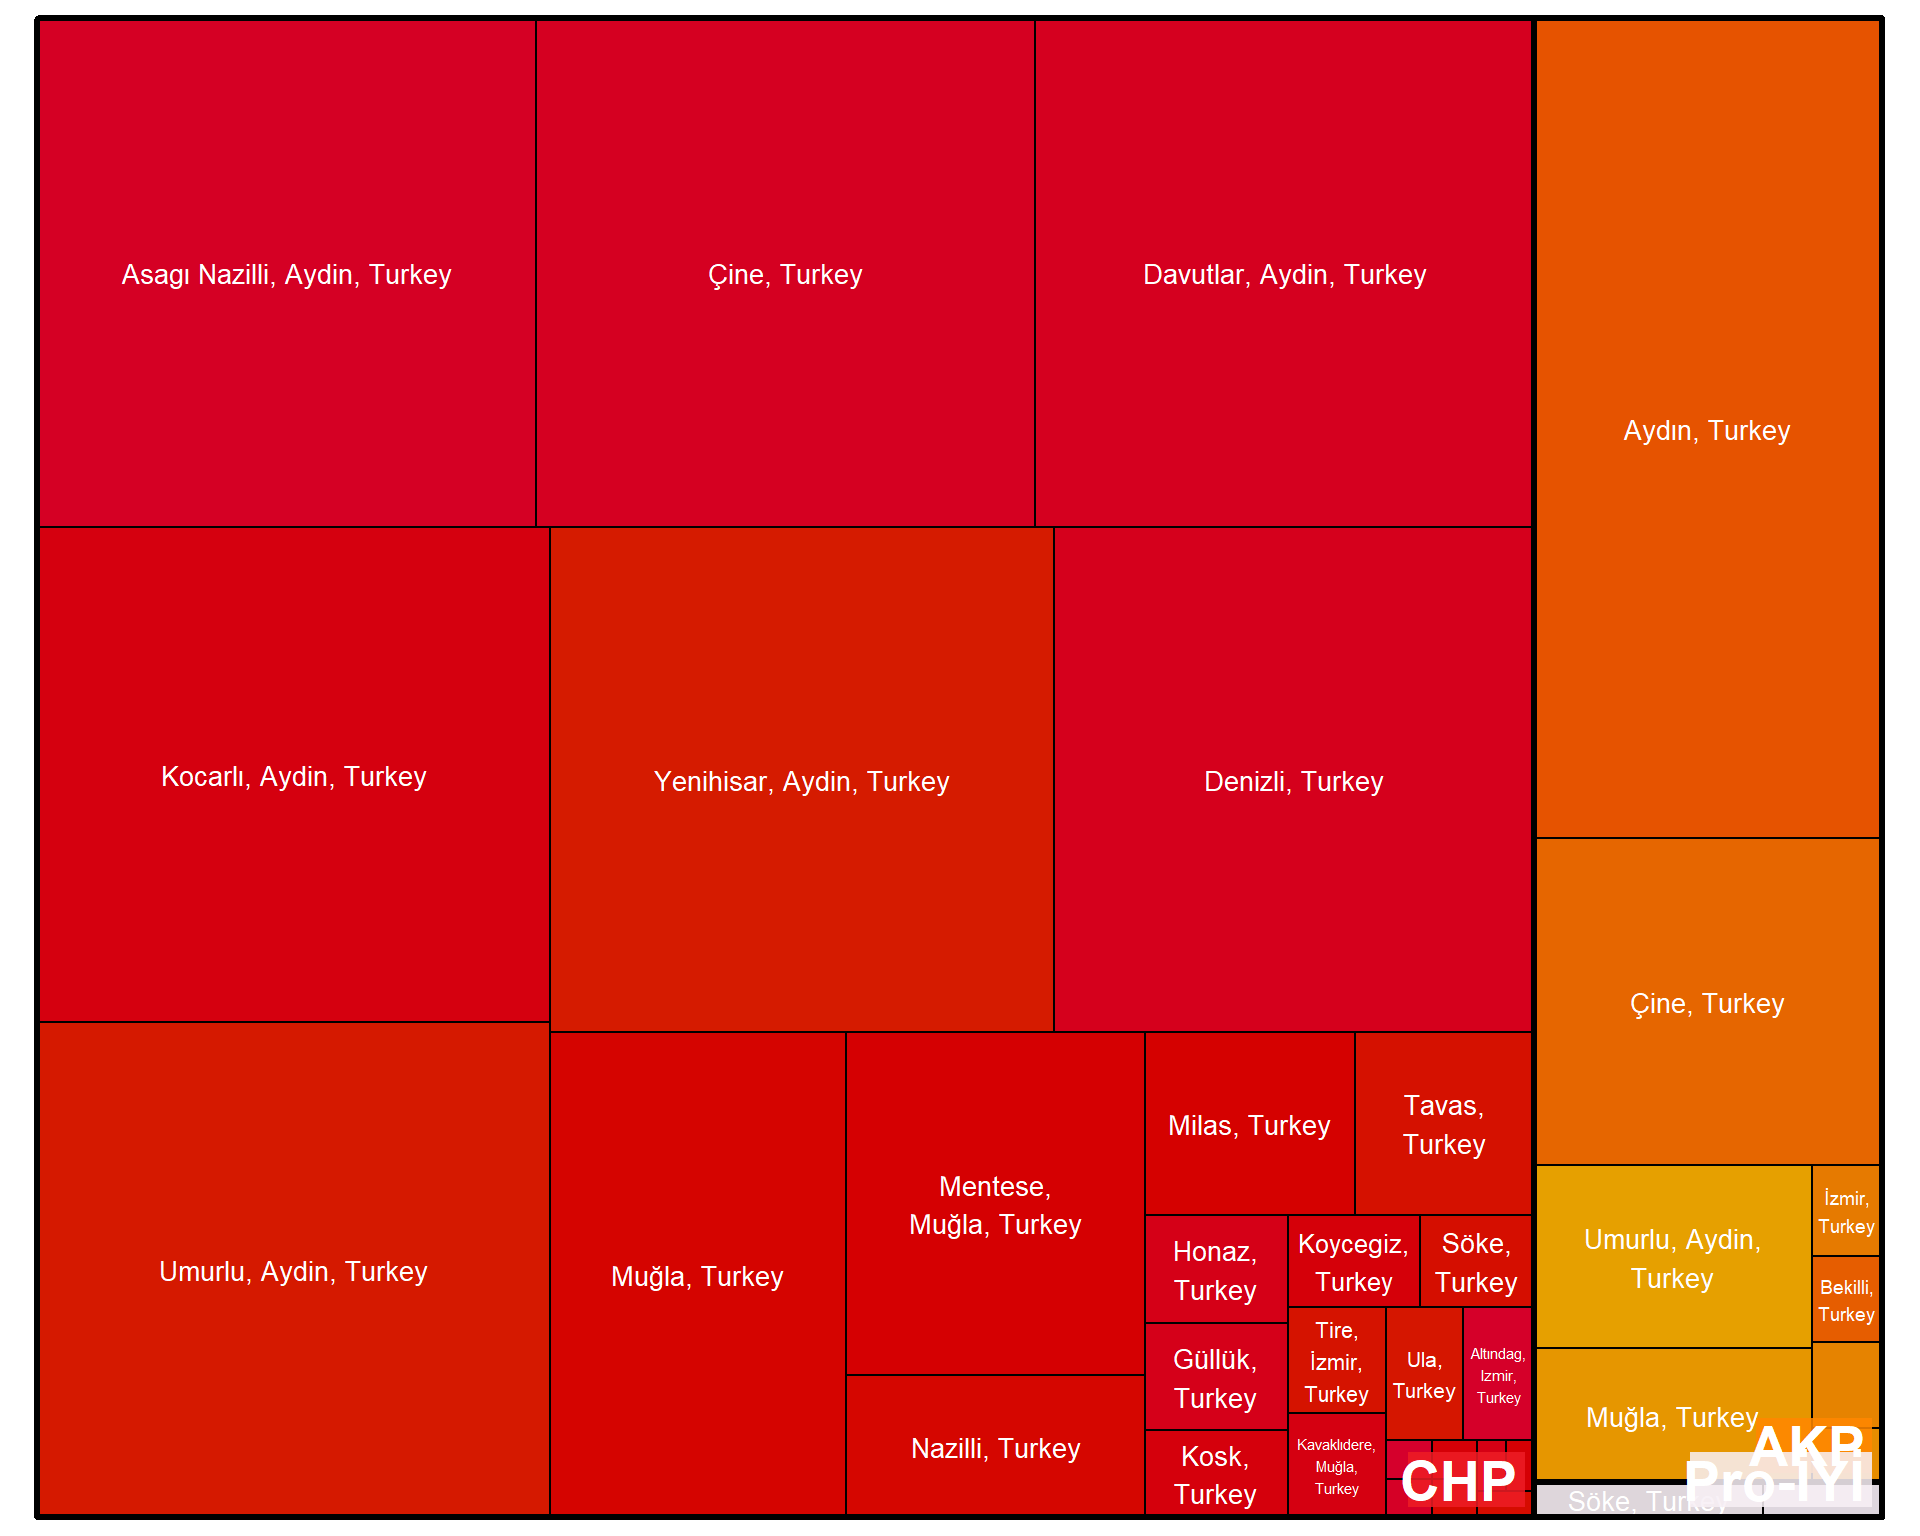 Asagı Nazilli, Aydin, Turkey
Çine, Turkey
Davutlar, Aydin, Turkey
Aydın, Turkey
Kocarlı, Aydin, Turkey
Yenihisar, Aydin, Turkey
Denizli, Turkey
Çine, Turkey
Umurlu, Aydin, Turkey
Muğla, Turkey
Mentese,
Muğla, Turkey
Nazilli, Turkey
Milas, Turkey
Tavas,
Turkey
Honaz,
Turkey
Koycegiz,
Turkey
Söke,
Turkey
Güllük,
Turkey
Tire,
İzmir,
Turkey
Ula,
Turkey
Altındag,
Izmir,
Turkey
Kosk,
Turkey
Kavaklıdere,
Muğla,
Turkey
CHP
Umurlu, Aydin,
Turkey
İzmir,
Turkey
Bekilli,
Turkey
Muğla, Turkey
AKP
Pro-IYI
Söke, Turkey